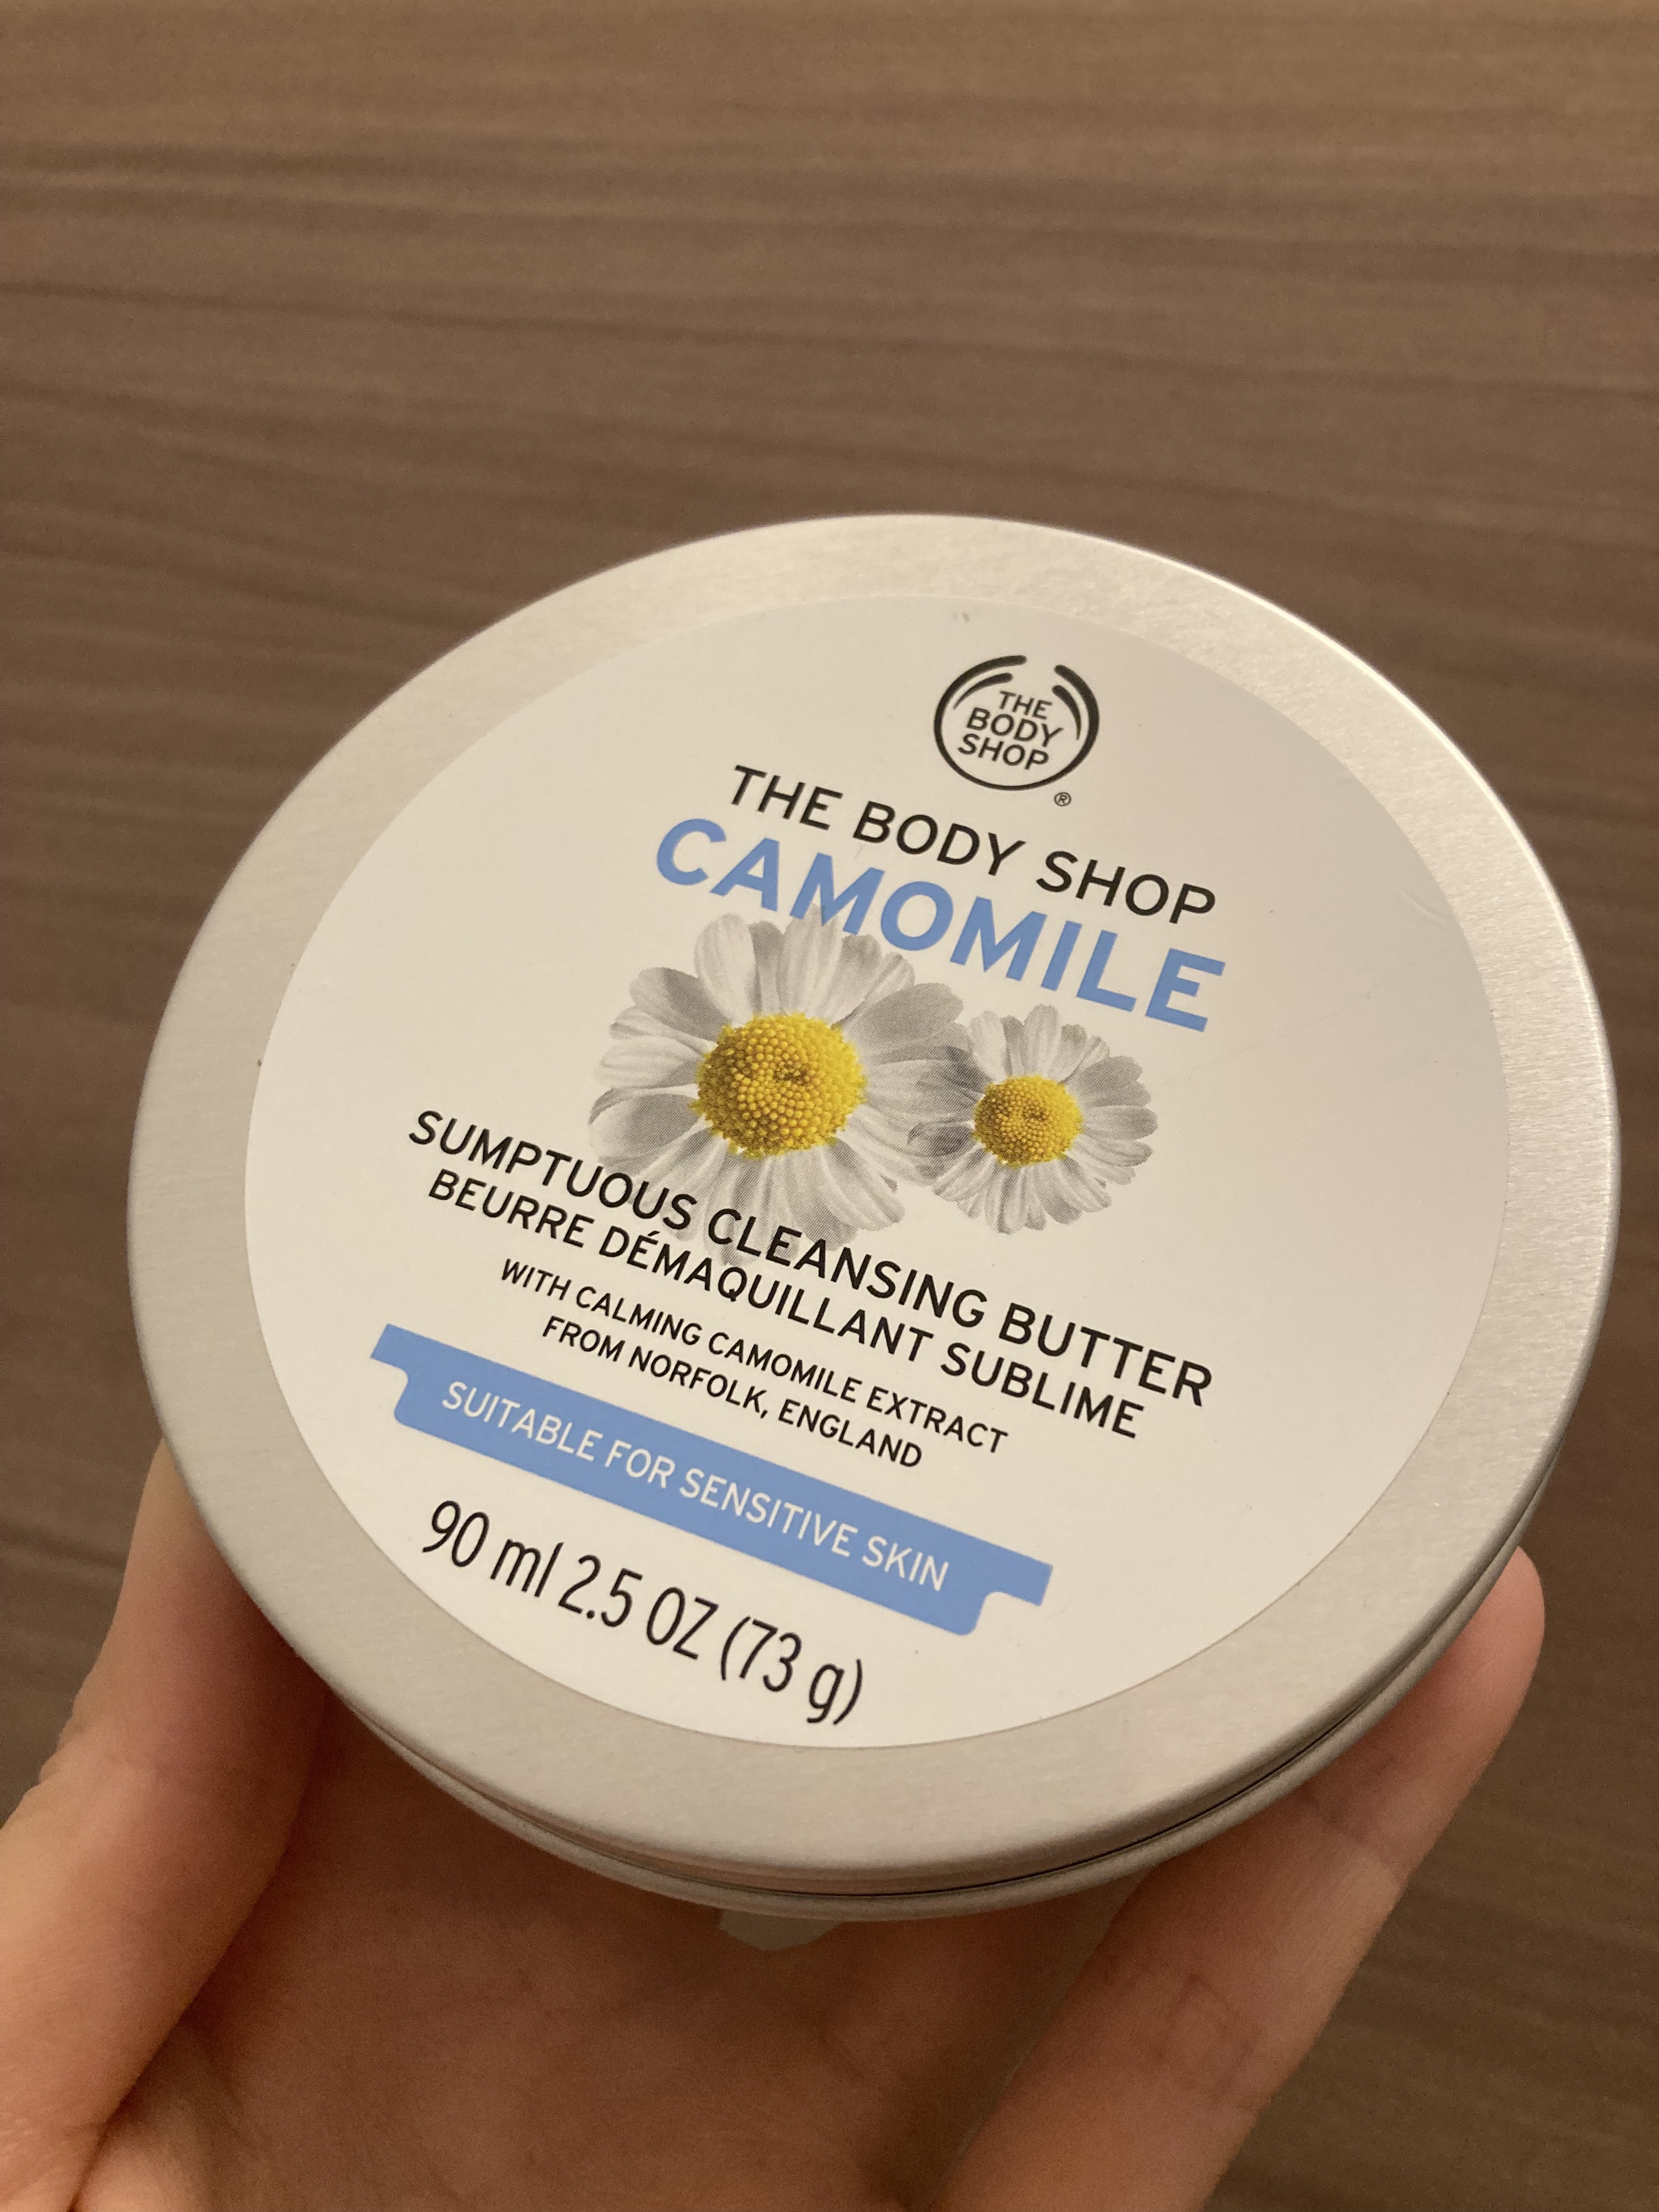 THE
BODY
SHOP
®
THE BODY SHOP
CAMOMILE
SUMPTUOUS CLEANSING BUTTER
BEURRE DÉMAQUILLANT SUBLIME
WITH CALMING CAMOMILE EXTRACT
FROM NORFOLK, ENGLAND
SUITABLE FOR SENSITIVE SKIN
90 ml 2.5 OZ (73 g)